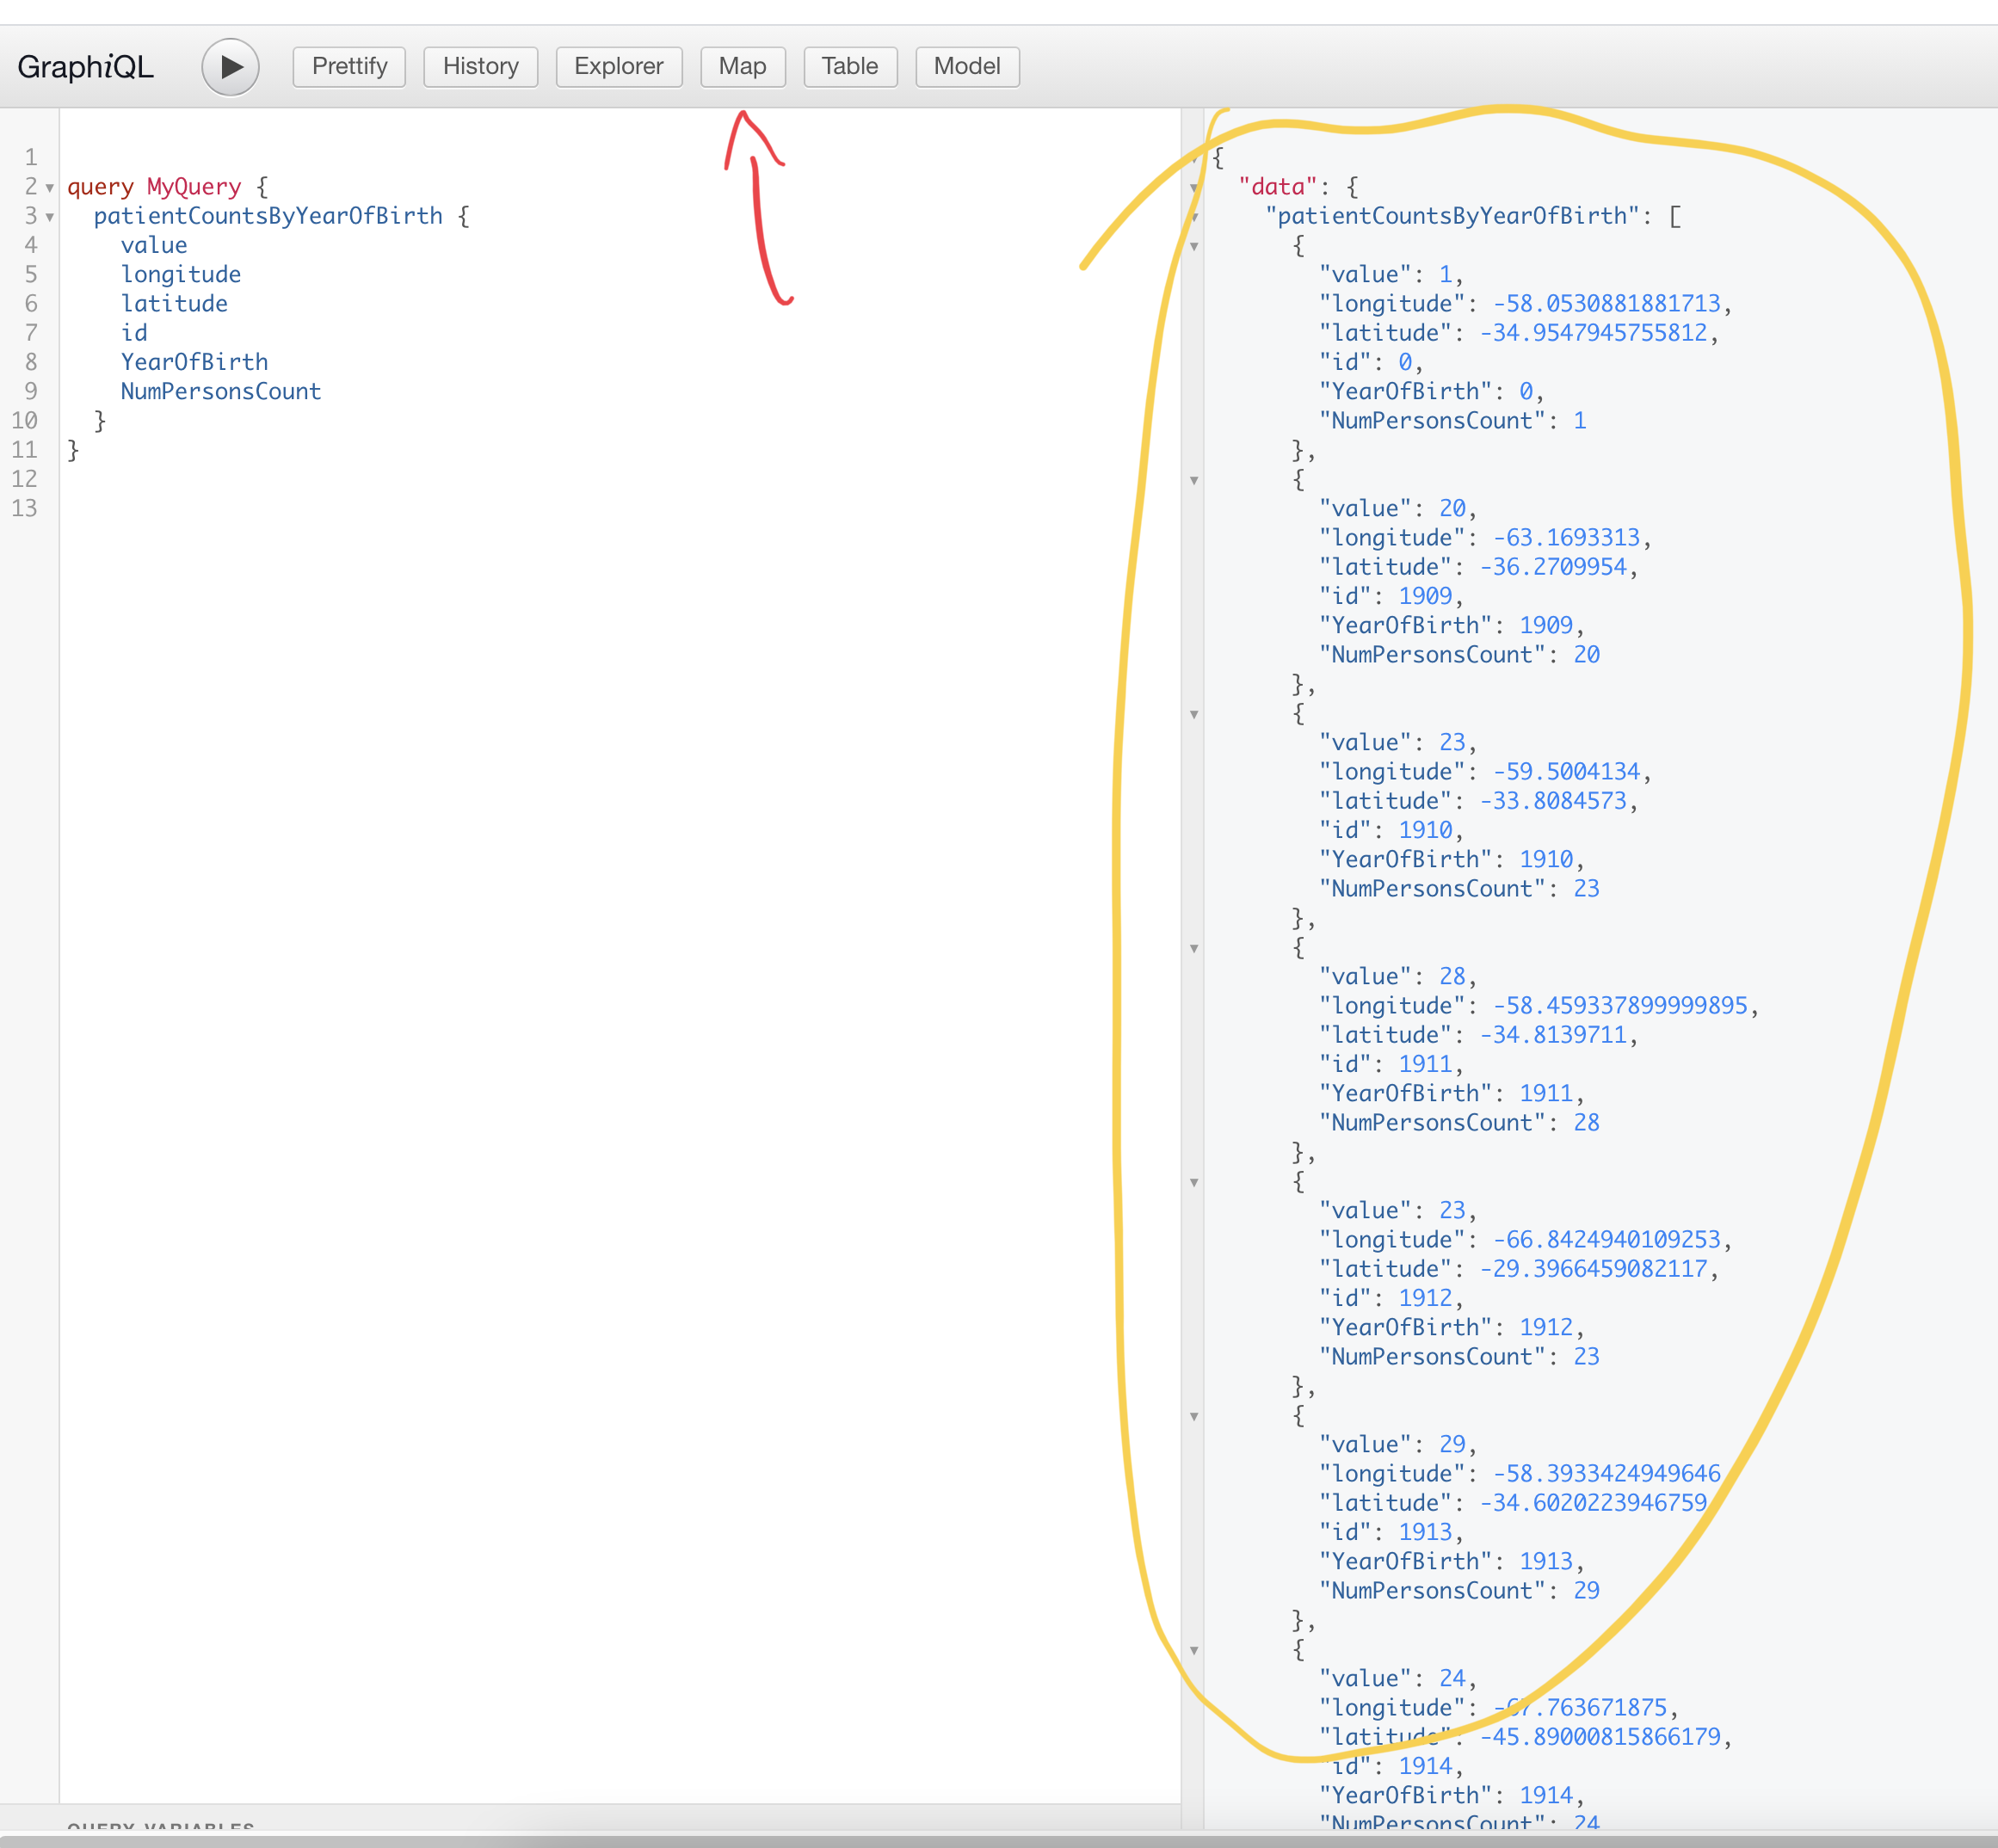 GraphiQL Prettify History Explorer Map Table Model
1
2 query MyQuery {
3 patientCountsByYearOfBirth {
4 value
5 longitude
6 latitude
7 id
8 YearOfBirth
9 NumPersonsCount
10 }
11 }
12
13
QUERY VARIABLES
{
"data": {
"patientCountsByYearOfBirth": [
{
"value": 1,
"longitude": -58.0530881881713,
"latitude": -34.9547945755812,
"id": 0,
"YearOfBirth": 0,
"NumPersonsCount": 1
},
{
"value": 20,
"longitude": -63.1693313,
"latitude": -36.2709954,
"id": 1909,
"YearOfBirth": 1909,
"NumPersonsCount": 20
},
{
"value": 23,
"longitude": -59.5004134,
"latitude": -33.8084573,
"id": 1910,
"YearOfBirth": 1910,
"NumPersonsCount": 23
},
{
"value": 28,
"longitude": -58.459337899999895,
"latitude": -34.8139711,
"id": 1911,
"YearOfBirth": 1911,
"NumPersonsCount": 28
},
{
"value": 23,
"longitude": -66.8424940109253,
"latitude": -29.3966459082117,
"id": 1912,
"YearOfBirth": 1912,
"NumPersonsCount": 23
},
{
"value": 29,
"longitude": -58.3933424949646
"latitude": -34.6020223946759
"id": 1913,
"YearOfBirth": 1913,
"NumPersonsCount": 29
},
{
"value": 24,
"longitude": -67.763671875,
"latitude": -45.89000815866179,
"id": 1914,
"YearOfBirth": 1914,
"NumPersonsCount": 24